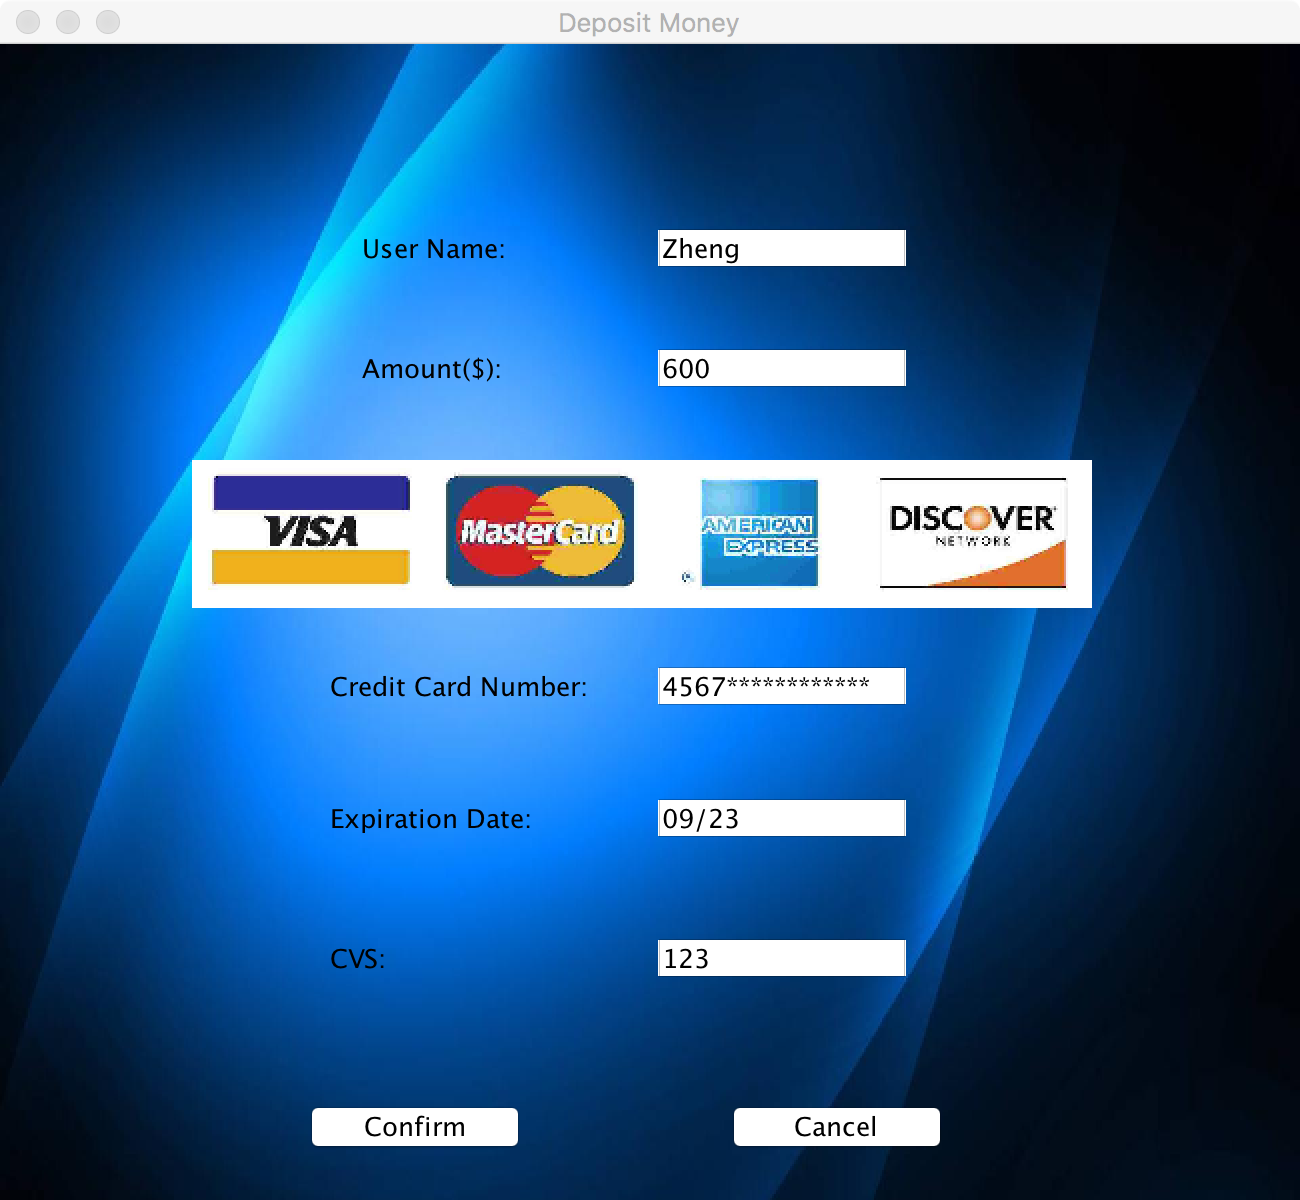 Deposit Money
User Name: Zheng
Amount($): 600
VISA MasterCard AMERICAN EXPRESS ® DISCOVER NETWORK
Credit Card Number: 4567************
Expiration Date: 09/23
CVS: 123
Confirm Cancel